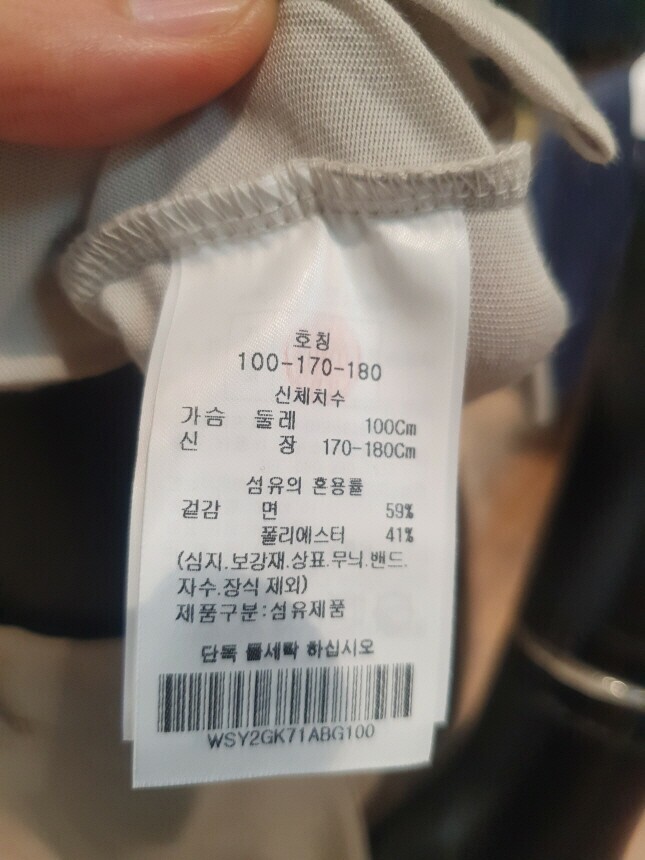 호칭
100-170-180
신체치수
가슴 둘레 100Cm
신 장 170-180Cm
섬유의 혼용률
겉감 면 59%
폴리에스터 41%
(심지.보강재.상표.무늬.밴드.
자수.장식 제외)
제품구분:섬유제품
단독 물세탁 하십시오
WSY2GK71ABG100